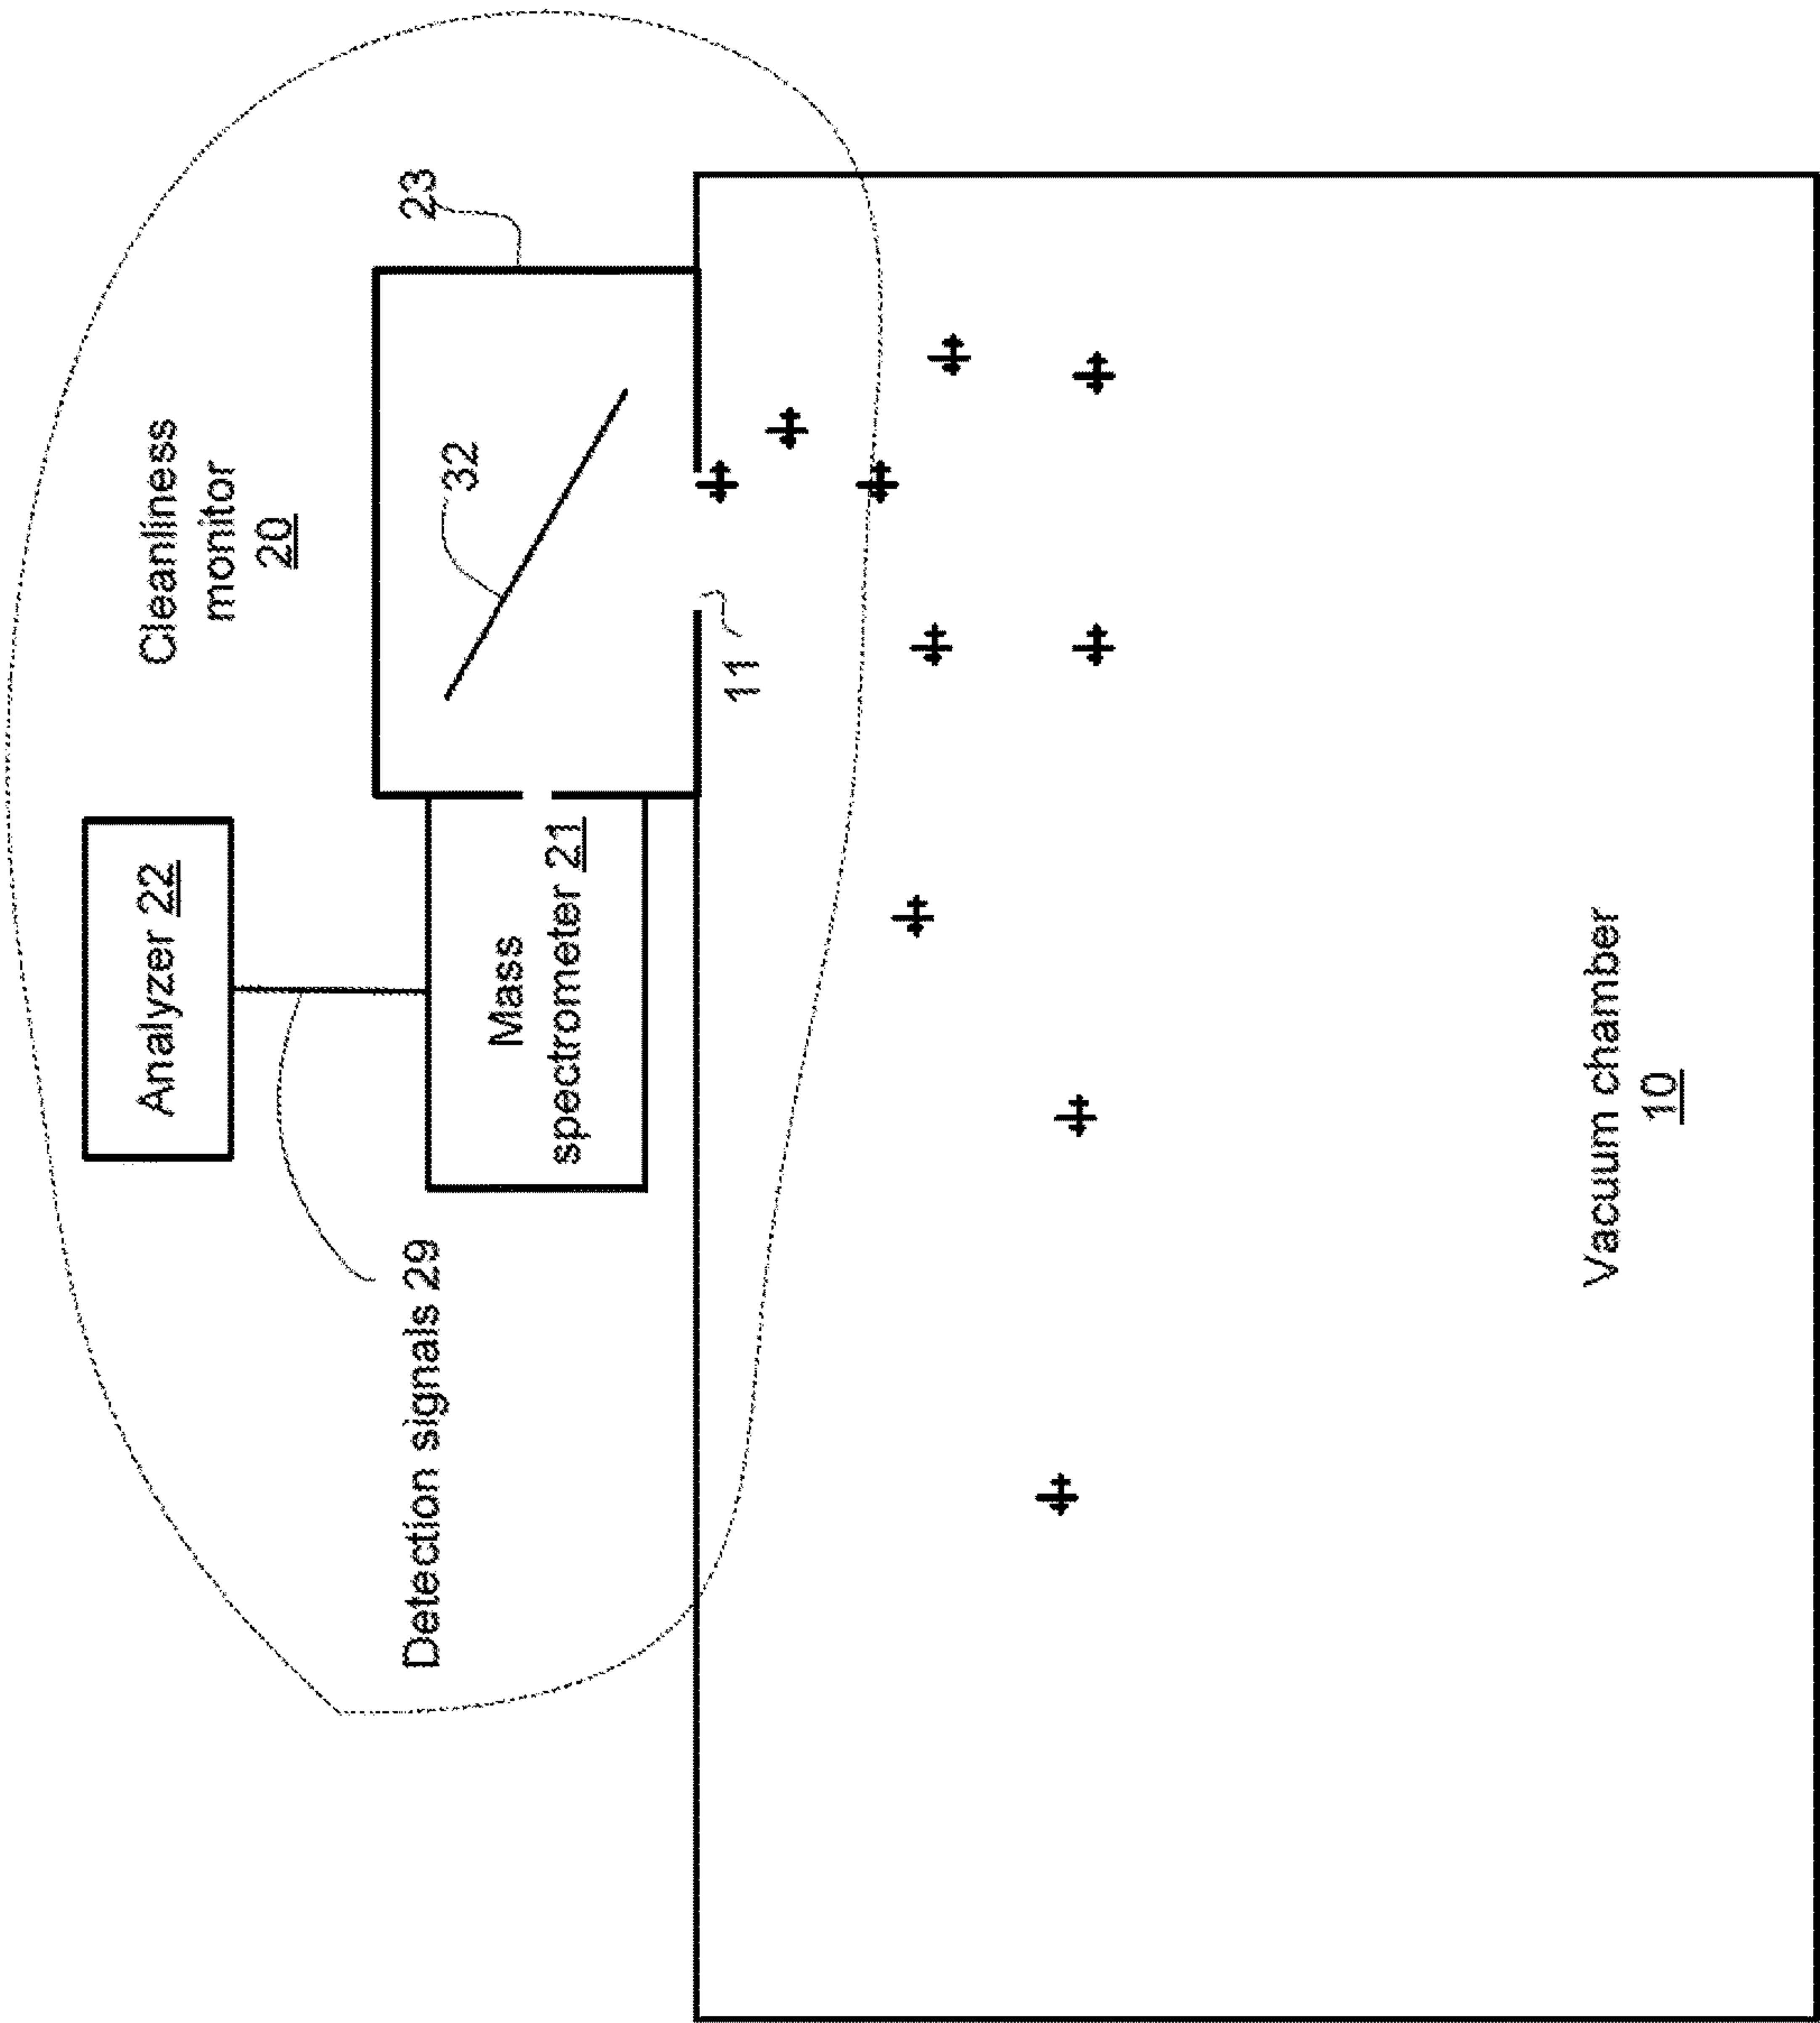 Cleanliness
monitor
20
23
32
11
Analyzer 22
Mass
spectrometer 21
Detection signals 29
Vacuum chamber
10